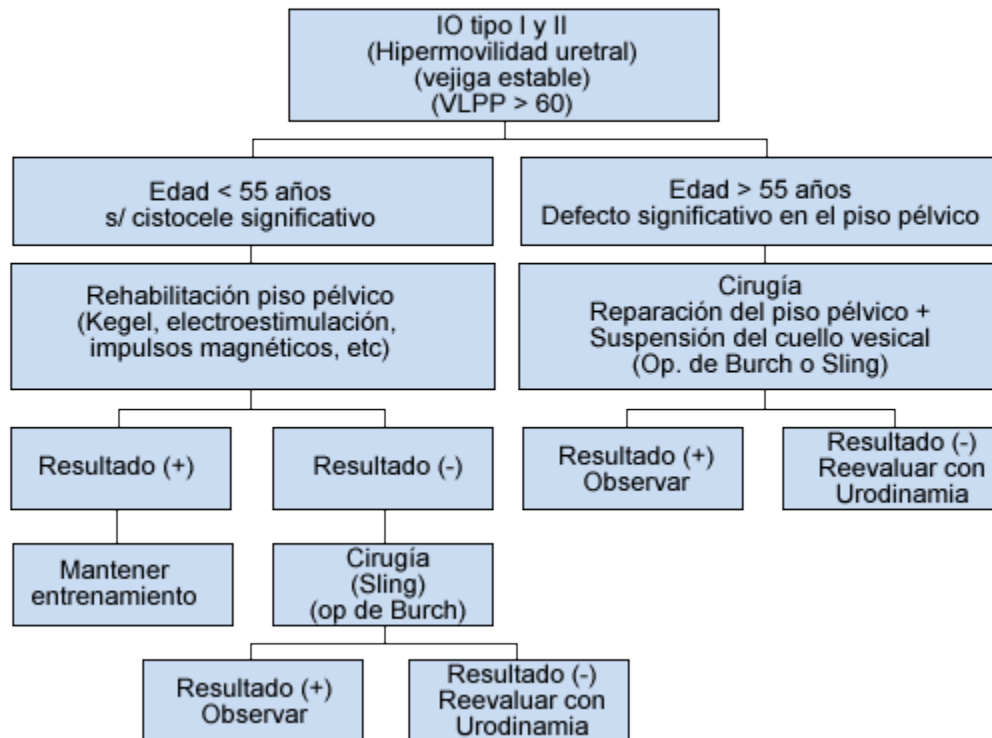 IO tipo I y II
(Hipermovilidad uretral)
(vejiga estable)
(VLPP > 60)
Edad < 55 años
s/ cistocele significativo
Edad > 55 años
Defecto significativo en el piso pélvico
Rehabilitación piso pélvico
(Kegel, electroestimulación,
impulsos magnéticos, etc)
Cirugía
Reparación del piso pélvico +
Suspensión del cuello vesical
(Op. de Burch o Sling)
Resultado (+)
Resultado (-)
Resultado (+)
Observar
Resultado (-)
Reevaluar con
Urodinamia
Mantener
entrenamiento
Cirugía
(Sling)
(op de Burch)
Resultado (+)
Observar
Resultado (-)
Reevaluar con
Urodinamia